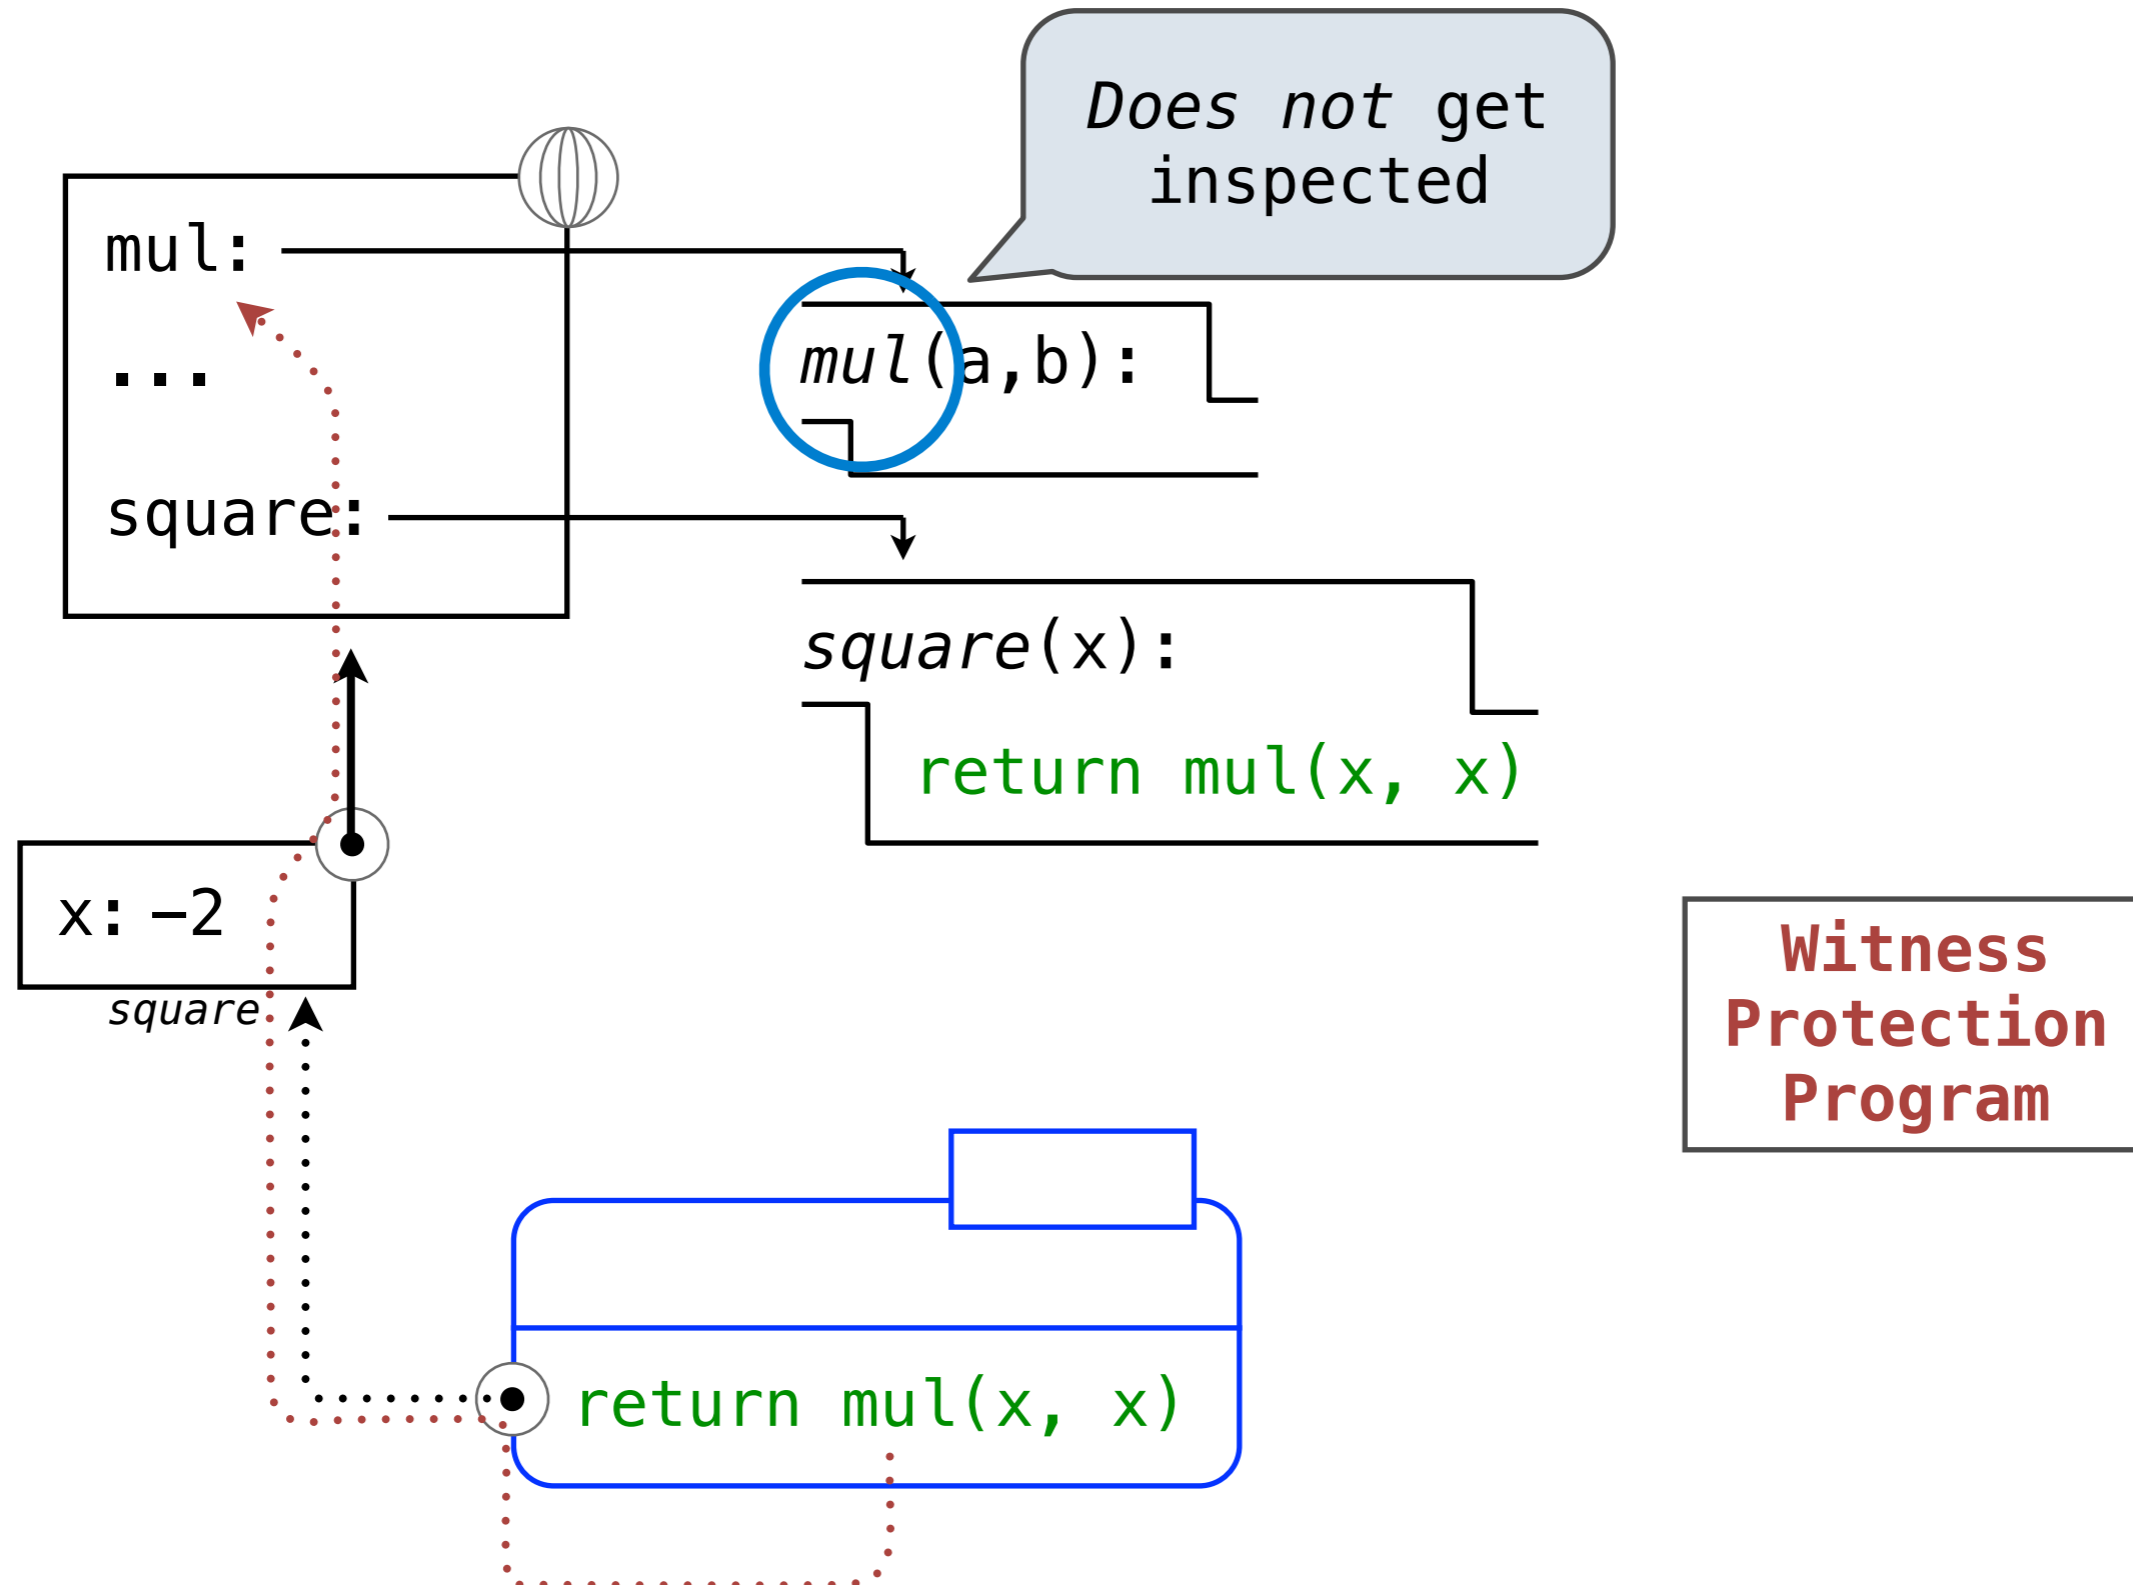 Does not get
inspected
mul:
mul(a,b):
...
square:
square(x):
return mul(x, x)
x: −2
square
Witness
Protection
Program
return mul(x, x)